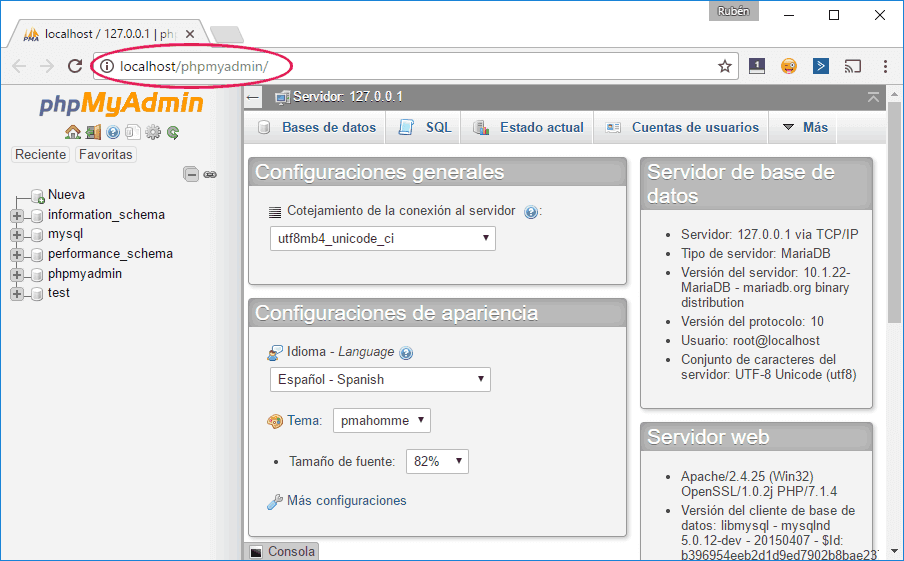 Rubén
localhost / 127.0.0.1 | ph
localhost/phpmyadmin/
1
phpMyAdmin
Reciente Favoritas
Nueva
information_schema
mysql
performance_schema
phpmyadmin
test
Servidor: 127.0.0.1
Bases de datos SQL Estado actual Cuentas de usuarios Más
Configuraciones generales
Cotejamiento de la conexión al servidor :
utf8mb4_unicode_ci
Configuraciones de apariencia
Idioma - Language
Español - Spanish
Tema: pmahomme
Tamaño de fuente: 82%
Más configuraciones
Consola
Servidor de base de
datos
Servidor: 127.0.0.1 via TCP/IP
Tipo de servidor: MariaDB
Versión del servidor: 10.1.22-
MariaDB - mariadb.org binary
distribution
Versión del protocolo: 10
Usuario: root@localhost
Conjunto de caracteres del
servidor: UTF-8 Unicode (utf8)
Servidor web
Apache/2.4.25 (Win32)
OpenSSL/1.0.2j PHP/7.1.4
Versión del cliente de base de
datos: libmysql - mysqlnd
5.0.12-dev - 20150407 - $Id:
b396954eeb2d1d9ed7902b8bae237